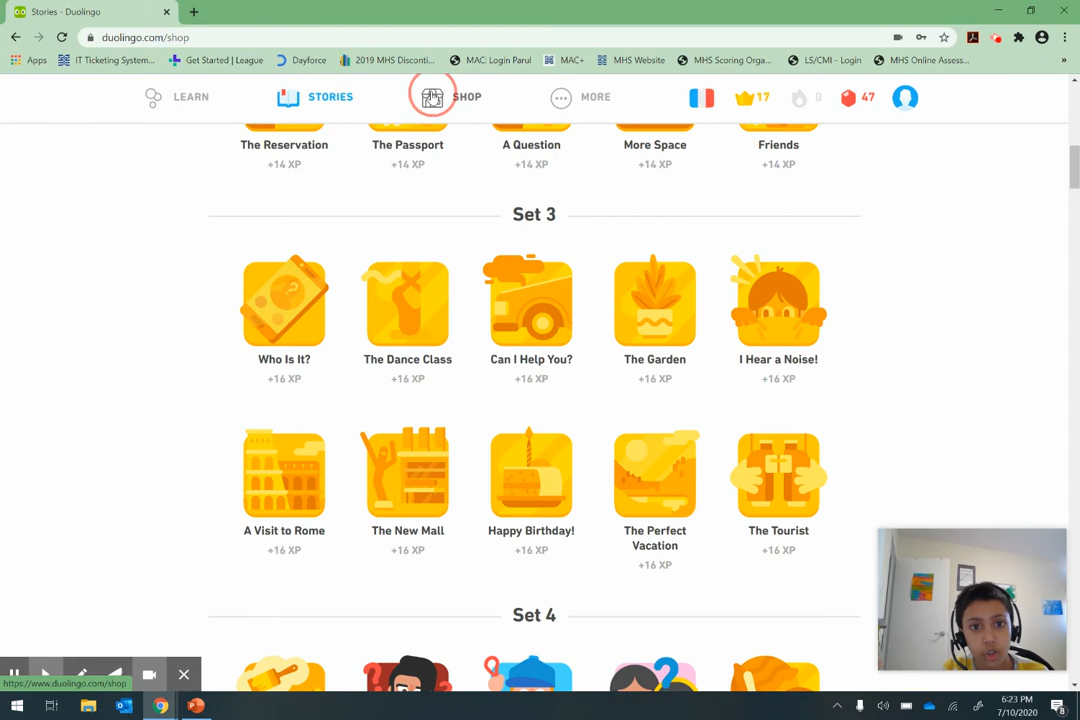 Stories - Duolingo
duolingo.com/shop
Apps
IT Ticketing System...
Get Started | League
Dayforce
2019 MHS Disconti...
MAC: Login Parul
MAC+
MHS Website
MHS Scoring Orga...
LS/CMI - Login
MHS Online Assess...
LEARN
STORIES
SHOP
MORE
17
0
47
The Reservation
The Passport
A Question
More Space
Friends
+14 XP
+14 XP
+14 XP
+14 XP
+14 XP
Set 3
Who Is It?
The Dance Class
Can I Help You?
The Garden
I Hear a Noise!
+16 XP
+16 XP
+16 XP
+16 XP
+16 XP
A Visit to Rome
The New Mall
Happy Birthday!
The Perfect
Vacation
The Tourist
+16 XP
+16 XP
+16 XP
+16 XP
+16 XP
Set 4
https://www.duolingo.com/shop
6:23 PM
7/10/2020
8